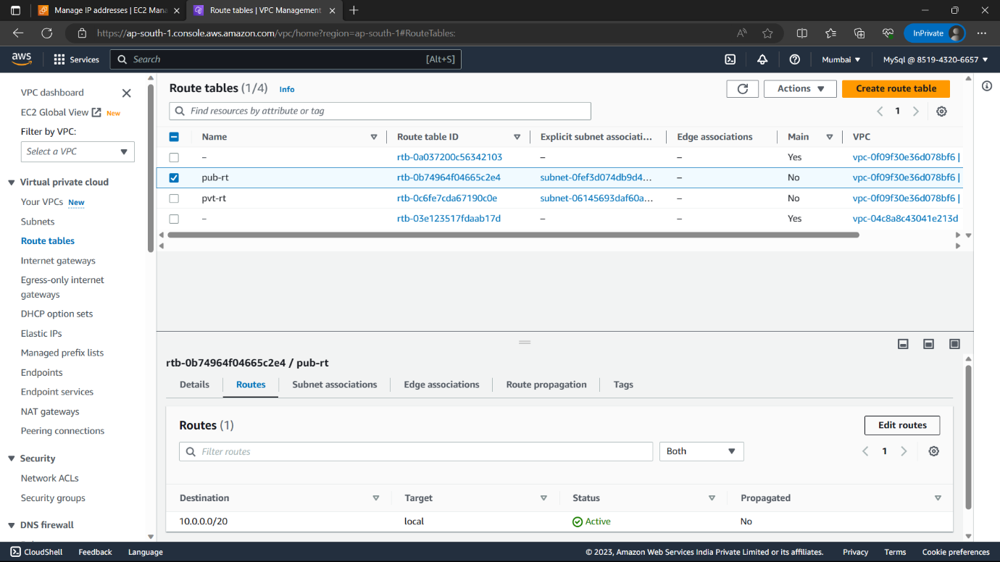 Manage IP addresses | EC2 Mana
Route tables | VPC Management
https://ap-south-1.console.aws.amazon.com/vpc/home?region=ap-south-1#RouteTables:
InPrivate
aws
Services
Search
[Alt+S]
Mumbai
MySql @ 8519-4320-6657
VPC dashboard
EC2 Global View New
Filter by VPC:
Select a VPC
Virtual private cloud
Your VPCs New
Subnets
Route tables
Internet gateways
Egress-only internet
gateways
DHCP option sets
Elastic IPs
Managed prefix lists
Endpoints
Endpoint services
NAT gateways
Peering connections
Security
Network ACLs
Security groups
DNS firewall
Route tables (1/4) Info
Actions
Create route table
Find resources by attribute or tag
1
Name Route table ID Explicit subnet associati... Edge associations Main VPC
– rtb-0a037200c56342103 – – Yes vpc-0f09f30e36d078bf6 |
pub-rt rtb-0b74964f04665c2e4 subnet-0fef3d074db9d4... – No vpc-0f09f30e36d078bf6 |
pvt-rt rtb-0c6fe7cda67190c0e subnet-06145693daf60a... – No vpc-0f09f30e36d078bf6 |
– rtb-03e123517fdaab17d – – Yes vpc-04c8a8c43041e213d
rtb-0b74964f04665c2e4 / pub-rt
Details Routes Subnet associations Edge associations Route propagation Tags
Routes (1)
Edit routes
Filter routes
Both
1
Destination Target Status Propagated
10.0.0.0/20 local Active No
CloudShell Feedback Language
© 2023, Amazon Web Services India Private Limited or its affiliates. Privacy Terms Cookie preferences